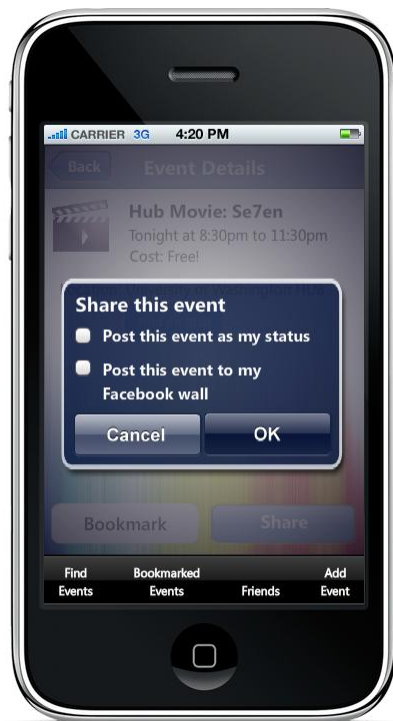 CARRIER 3G 4:20 PM
Back Event Details
Hub Movie: Se7en
Tonight at 8:30pm to 11:30pm
Cost: Free!
Share this event
Post this event as my status
Post this event to my
Facebook wall
Cancel OK
Bookmark Share
Find Events
Bookmarked Events
Friends
Add Event